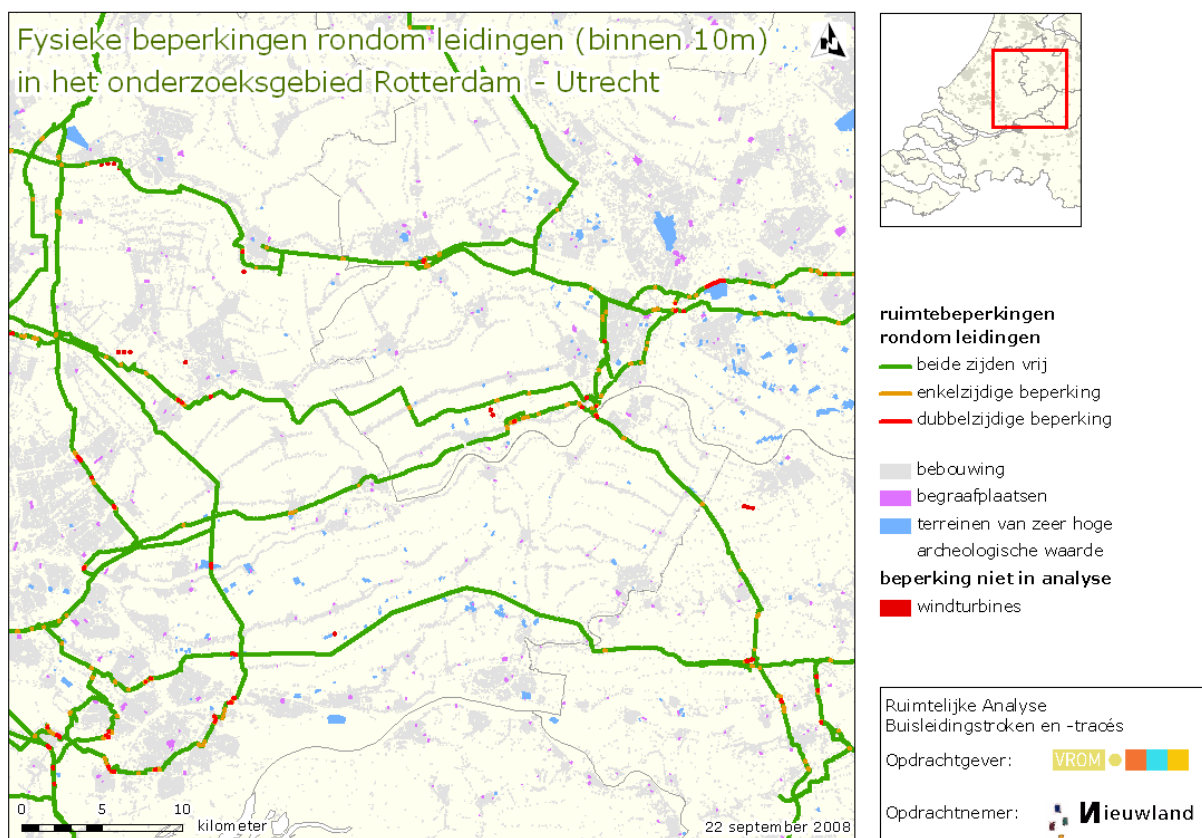 Fysieke beperkingen rondom leidingen (binnen 10m)
in het onderzoeksgebied Rotterdam - Utrecht
N
ruimtebeperkingen
rondom leidingen
beide zijden vrij
enkelzijdige beperking
dubbelzijdige beperking
bebouwing
begraafplaatsen
terreinen van zeer hoge
archeologische waarde
beperking niet in analyse
windturbines
0 5 10
kilometer
22 september 2008
Ruimtelijke Analyse
Buisleidingstroken en -tracés
Opdrachtgever:
VROM
Opdrachtnemer:
Nieuwland